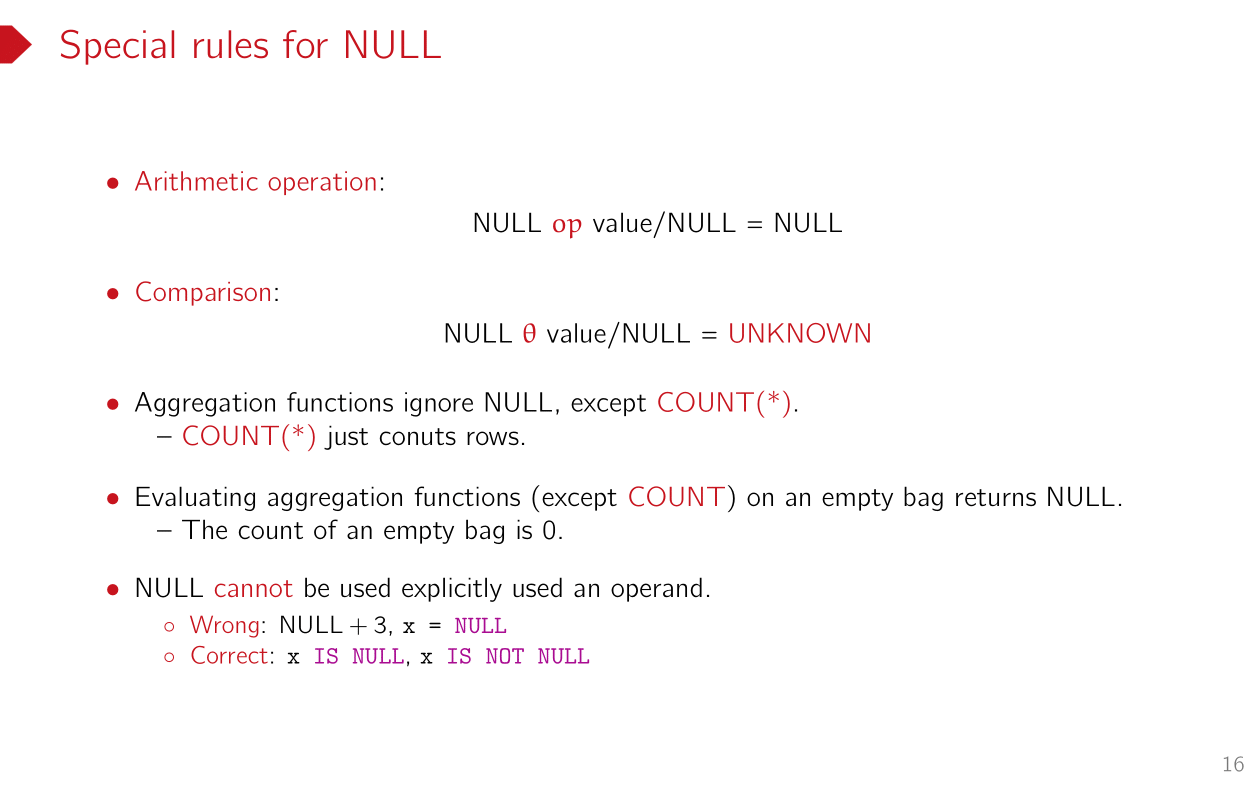 Special rules for NULL
• Arithmetic operation:
NULL op value/NULL = NULL
• Comparison:
NULL θ value/NULL = UNKNOWN
• Aggregation functions ignore NULL, except COUNT(*).
– COUNT(*) just conuts rows.
• Evaluating aggregation functions (except COUNT) on an empty bag returns NULL.
– The count of an empty bag is 0.
• NULL cannot be used explicitly used an operand.
◦ Wrong: NULL + 3, x = NULL
◦ Correct: x IS NULL, x IS NOT NULL
16